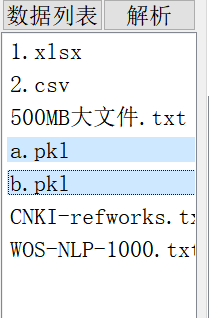 数据列表 解析
1.xlsx
2.csv
500MB大文件.txt
a.pkl
b.pkl
CNKI-refworks.tx
WOS-NLP-1000.txt